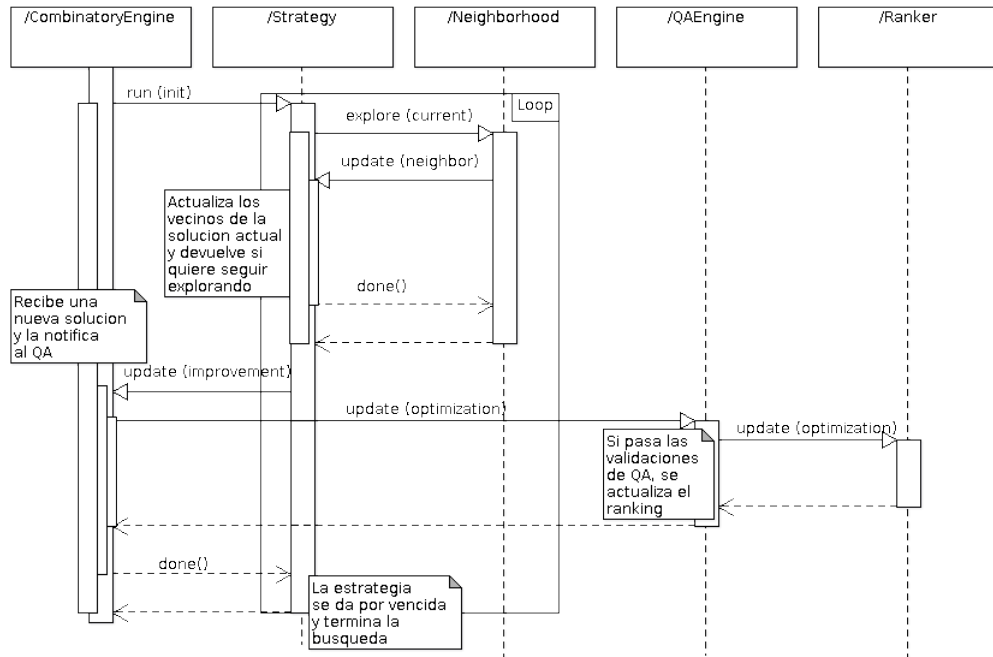 /CombinatoryEngine
/Strategy
/Neighborhood
/QAEngine
/Ranker
run (init)
Loop
explore (current)
update (neighbor)
Actualiza los
vecinos de la
solucion actual
y devuelve si
quiere seguir
explorando
done()
Recibe una
nueva solucion
y la notifica
al QA
update (improvement)
update (optimization)
update (optimization)
Si pasa las
validaciones
de QA, se
actualiza el
ranking
done()
La estrategia
se da por vencida
y termina la
busqueda